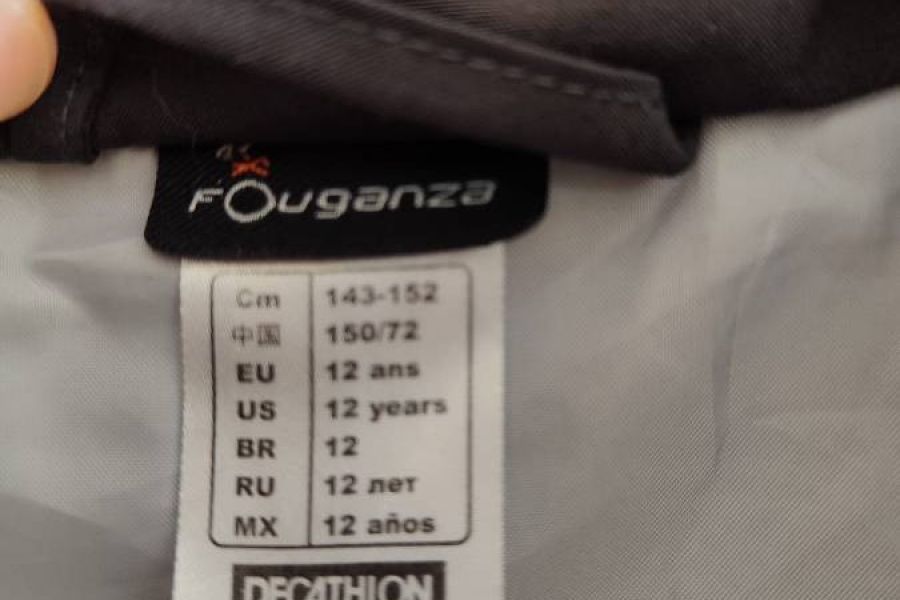 Fouganza
Cm 143-152
中国 150/72
EU 12 ans
US 12 years
BR 12
RU 12 лет
MX 12 años
DECATHLON